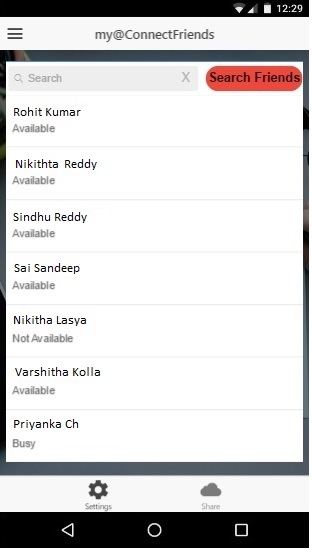 12:29
my@ConnectFriends
Search X Search Friends
Rohit Kumar
Available
Nikithta Reddy
Available
Sindhu Reddy
Available
Sai Sandeep
Available
Nikitha Lasya
Not Available
Varshitha Kolla
Available
Priyanka Ch
Busy
Settings Share